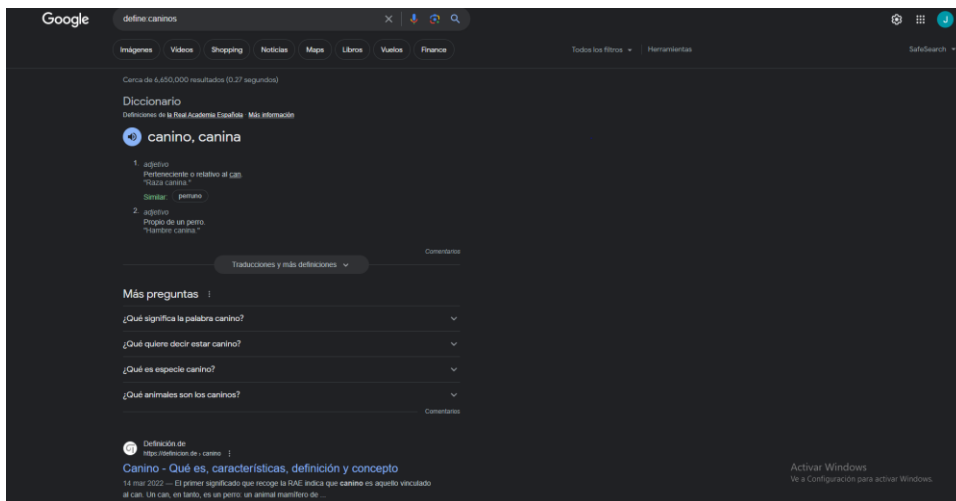 Google
define:caninos
Imágenes Videos Shopping Noticias Maps Libros Vuelos Finance Todos los filtros Herramientas SafeSearch
Cerca de 6,650,000 resultados (0.27 segundos)
Diccionario
Definiciones de la Real Academia Española Más información
canino, canina
1. adjetivo
Perteneciente o relativo al can.
"Raza canina."
Similar: perruno
2. adjetivo
Propio de un perro.
"Hambre canina."
Comentarios
Traducciones y más definiciones
Más preguntas
¿Qué significa la palabra canino?
¿Qué quiere decir estar canino?
¿Qué es especie canino?
¿Qué animales son los caninos?
Comentarios
Definición.de
https://definicion.de › canino
Canino - Qué es, características, definición y concepto
14 mar 2022 — El primer significado que recoge la RAE indica que canino es aquello vinculado
al can. Un can, en tanto, es un perro: un animal mamífero de ...
J
Activar Windows
Ve a Configuración para activar Windows.